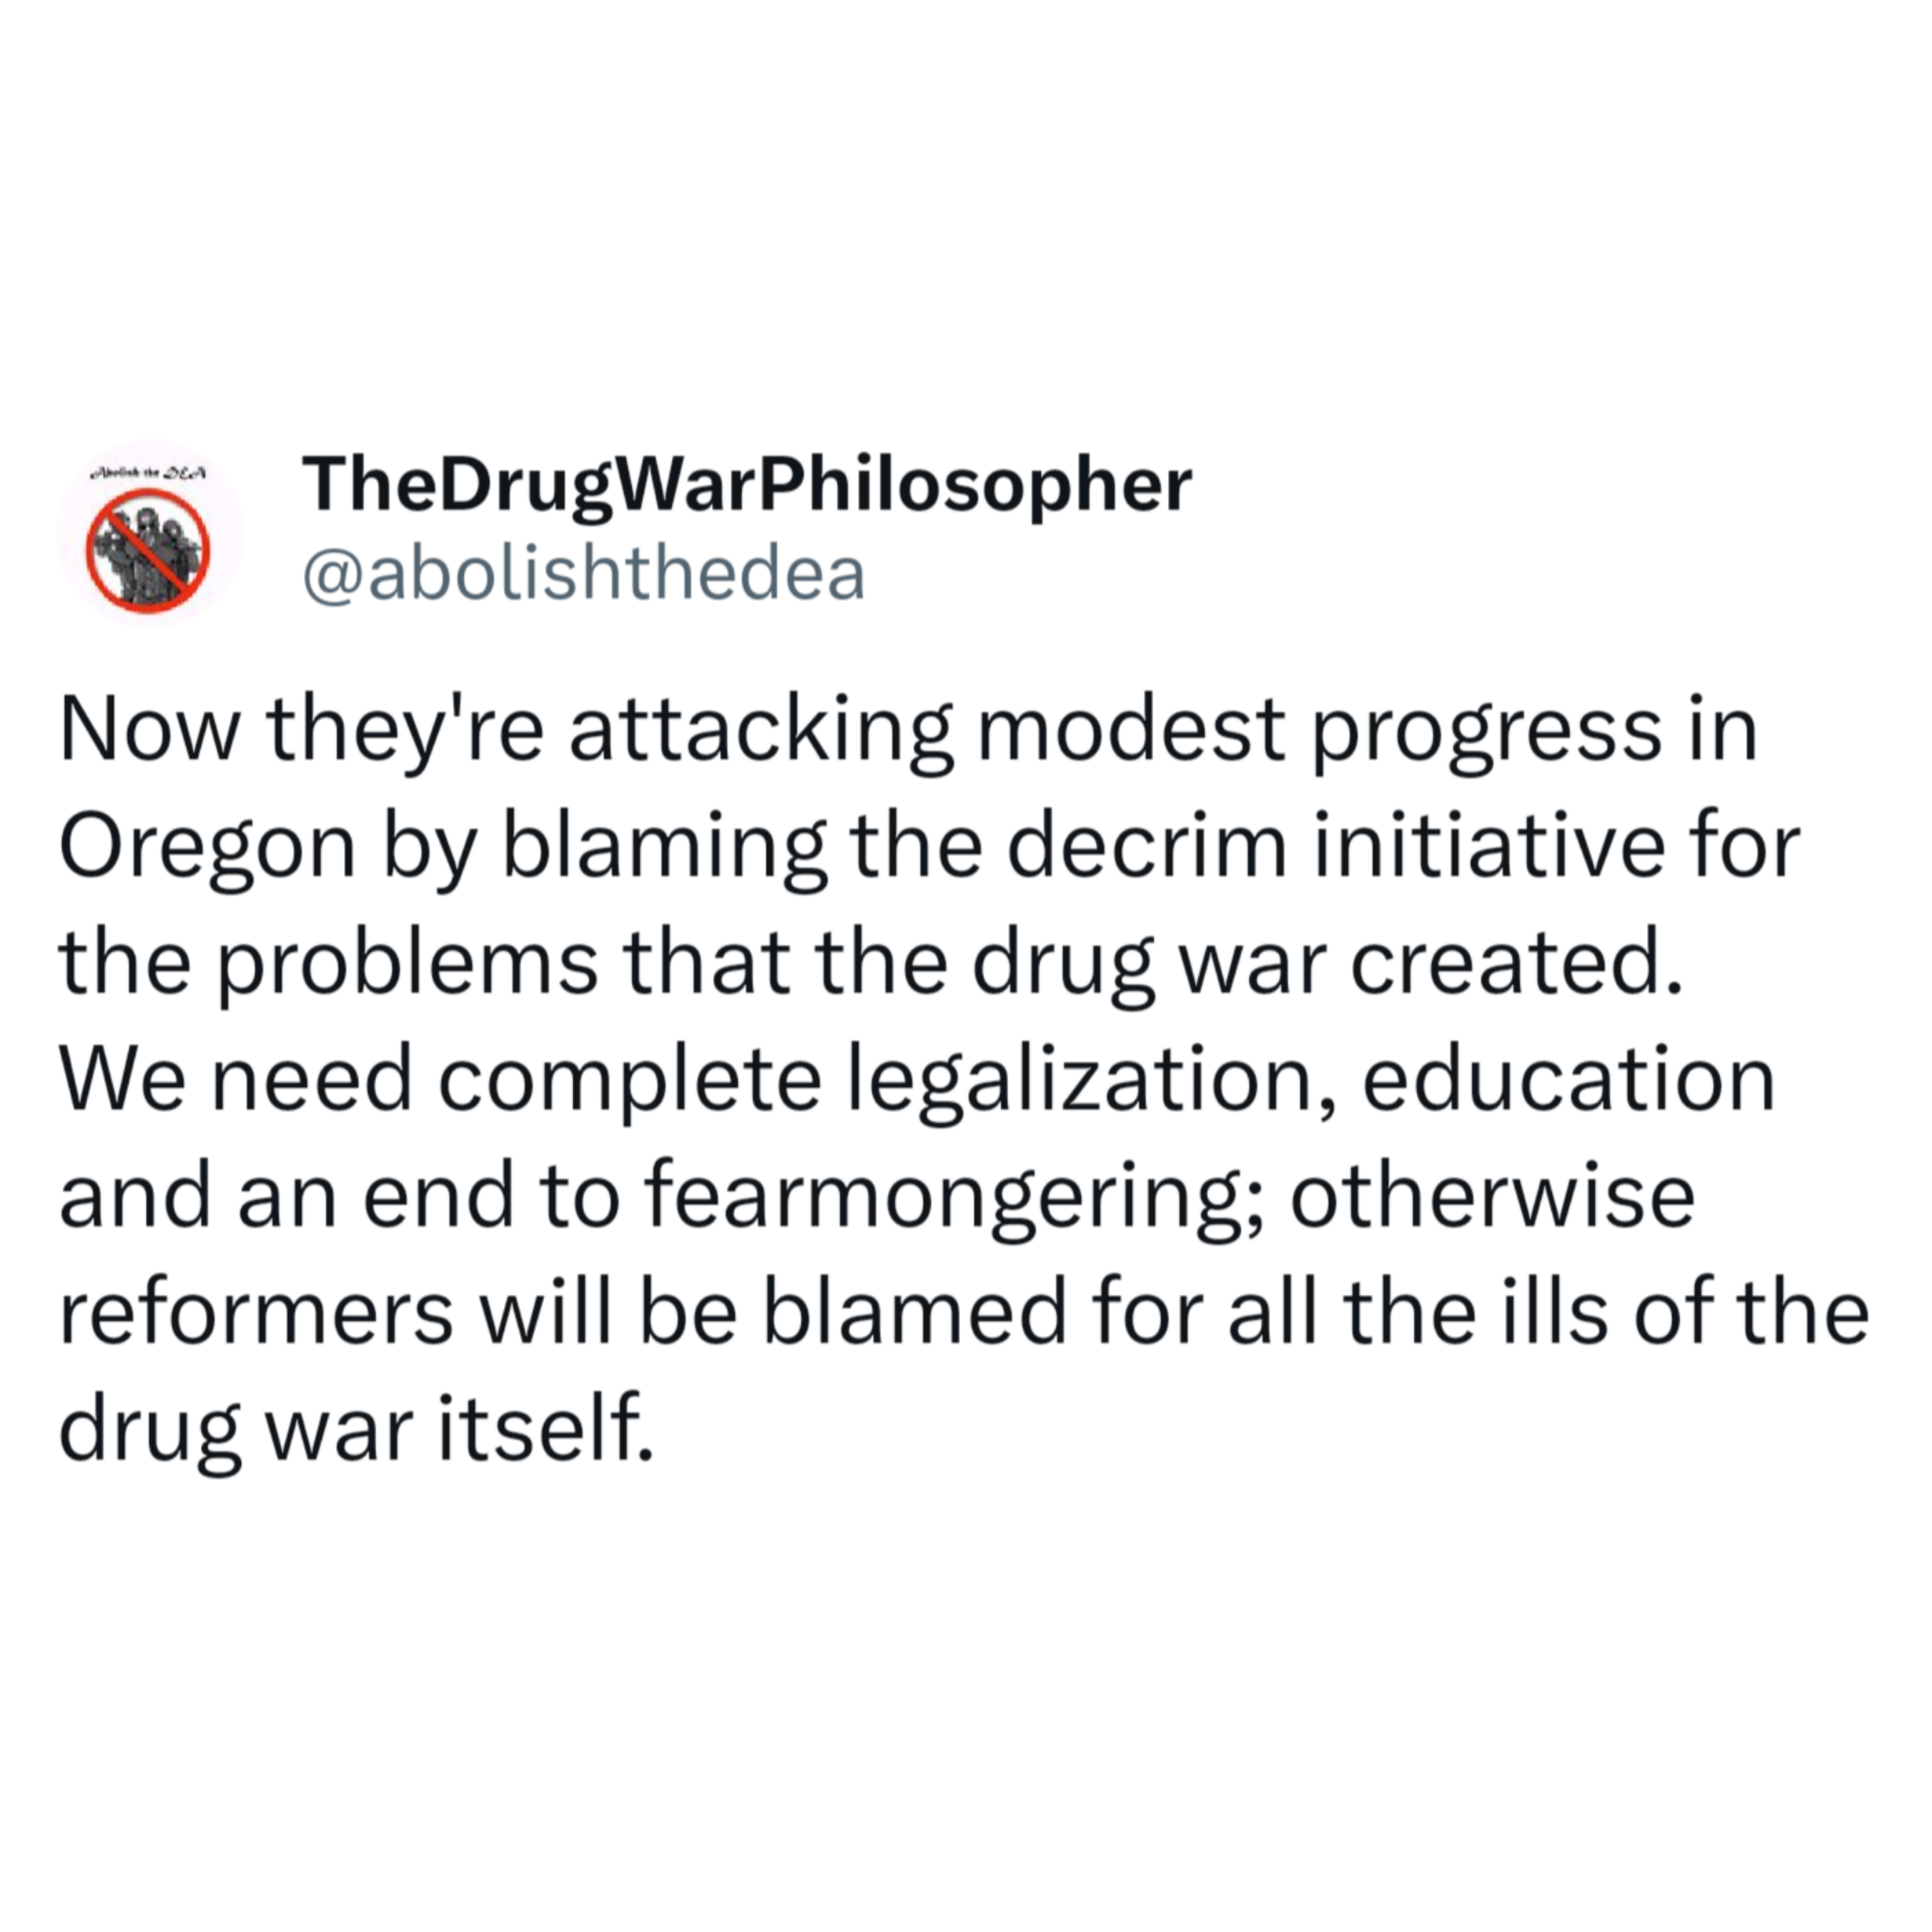 Abolish the DEA
TheDrugWarPhilosopher
@abolishthedea
Now they're attacking modest progress in
Oregon by blaming the decrim initiative for
the problems that the drug war created.
We need complete legalization, education
and an end to fearmongering; otherwise
reformers will be blamed for all the ills of the
drug war itself.